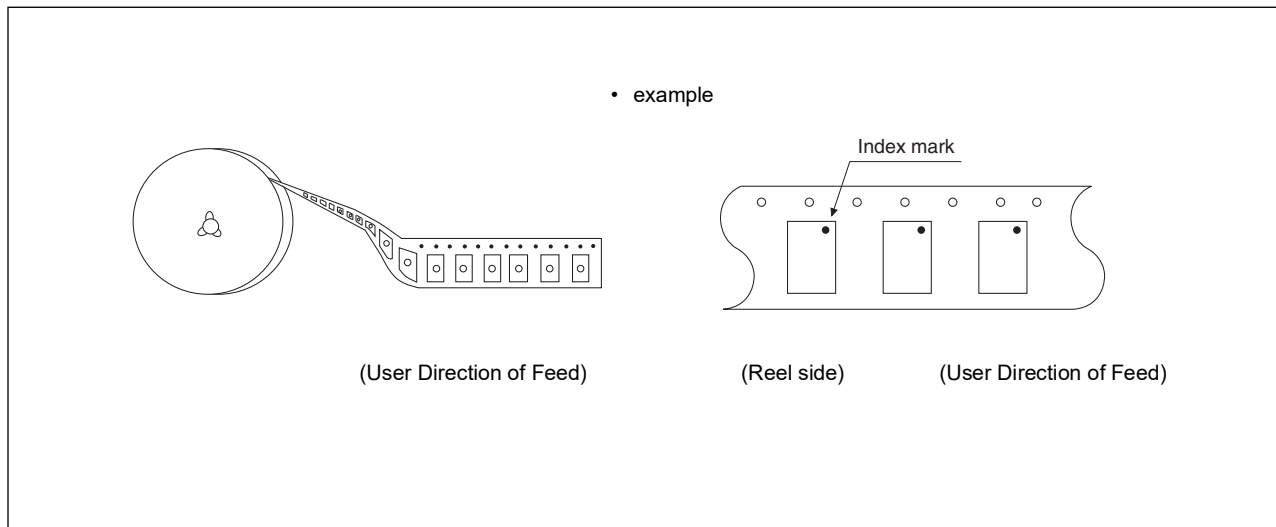 • example
Index mark
(User Direction of Feed)
(Reel side)
(User Direction of Feed)